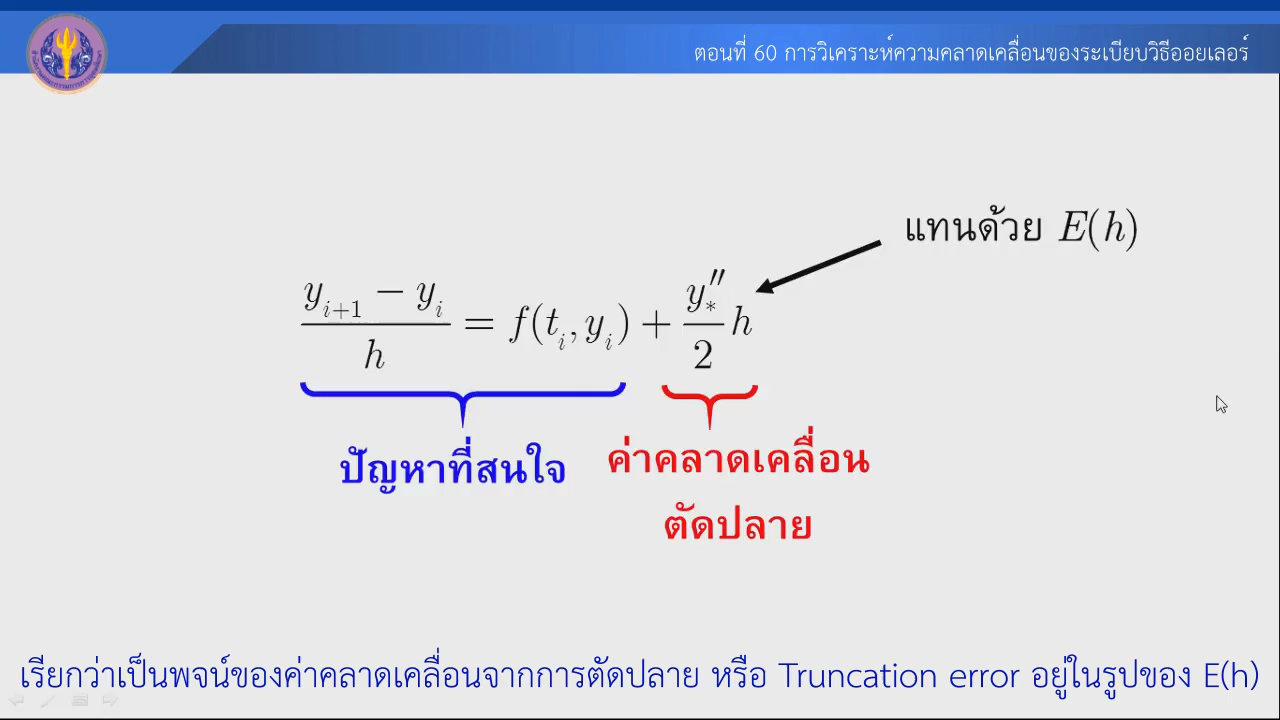 ตอนที่ 60 การวิเคราะห์ความคลาดเคลื่อนของระเบียบวิธีออยเลอร์
แทนด้วย E(h)
\frac{y_{i+1} - y_i}{h} = f(t_i, y_i) + \frac{y_*''}{2} h
ปัญหาที่สนใจ
ค่าคลาดเคลื่อน
ตัดปลาย
เรียกว่าเป็นพจน์ของค่าคลาดเคลื่อนจากการตัดปลาย หรือ Truncation error อยู่ในรูปของ E(h)